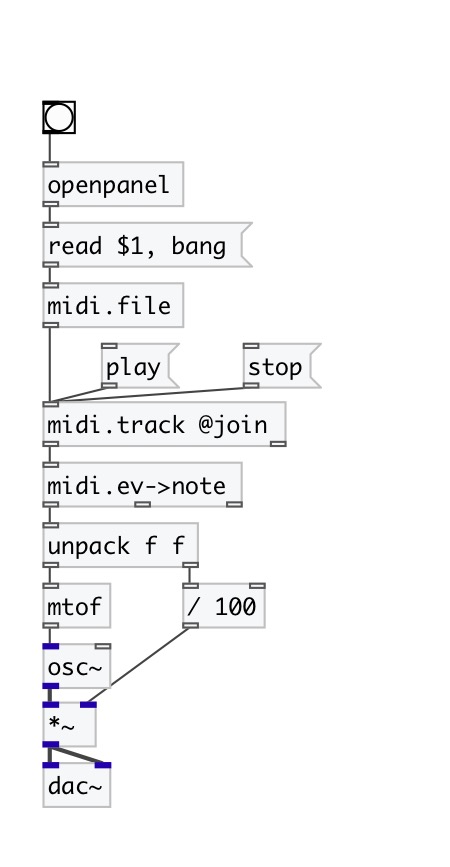 openpanel
read $1, bang
midi.file
play
stop
midi.track @join
midi.ev->note
unpack f f
mtof
/ 100
osc~
*~
dac~